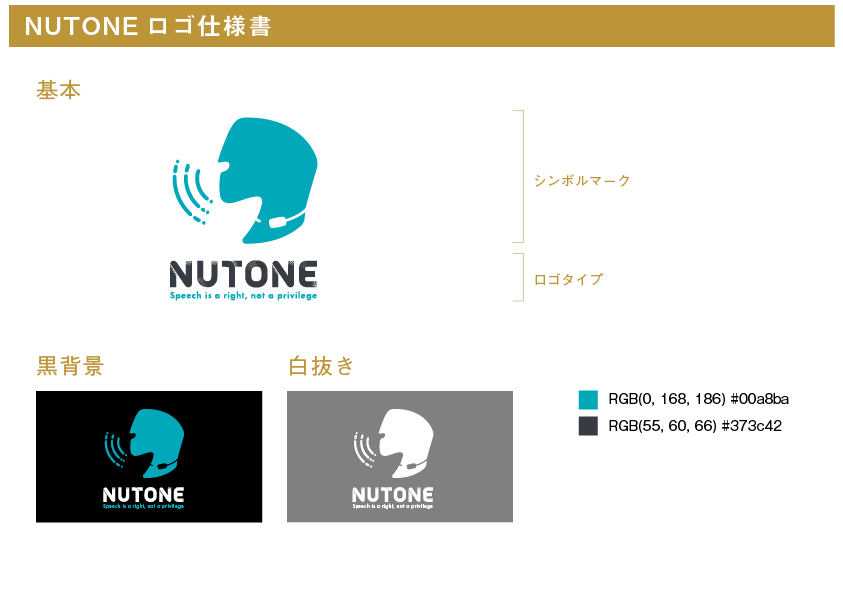 NUTONE ロゴ仕様書
基本
シンボルマーク
NUTONE
Speech is a right, not a privilege
ロゴタイプ
黒背景
白抜き
NUTONE
Speech is a right, not a privilege
NUTONE
Speech is a right, not a privilege
RGB(0, 168, 186) #00a8ba
RGB(55, 60, 66) #373c42